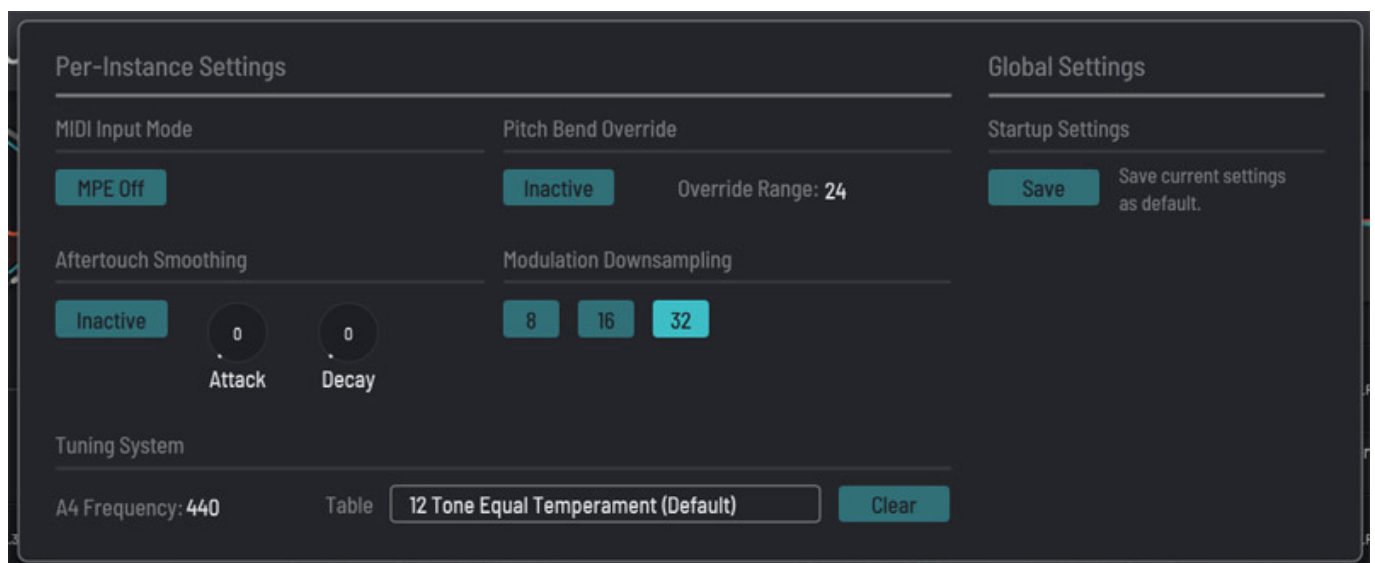 Per-Instance Settings
Global Settings
MIDI Input Mode
Pitch Bend Override
Startup Settings
MPE Off
Inactive
Override Range: 24
Save
Save current settings
as default.
Aftertouch Smoothing
Modulation Downsampling
Inactive
0
0
8
16
32
Attack
Decay
Tuning System
A4 Frequency: 440
Table
12 Tone Equal Temperament (Default)
Clear